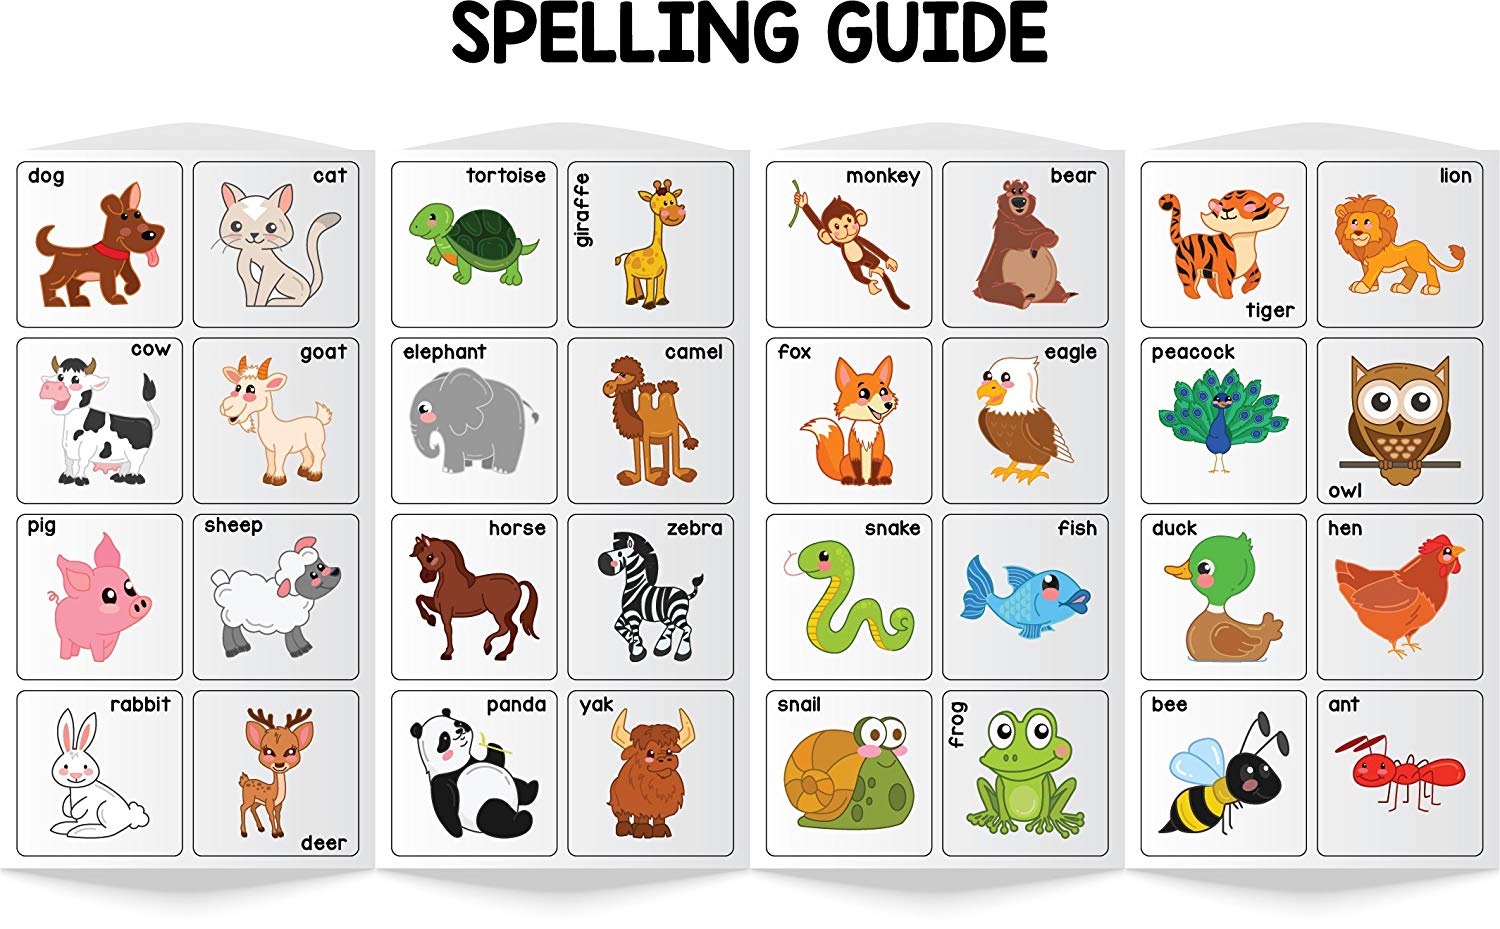 SPELLING GUIDE
dog
cat
cow
goat
pig
sheep
rabbit
deer
tortoise
giraffe
elephant
camel
horse
zebra
panda
yak
monkey
bear
fox
eagle
snake
fish
snail
frog
tiger
lion
peacock
owl
duck
hen
bee
ant